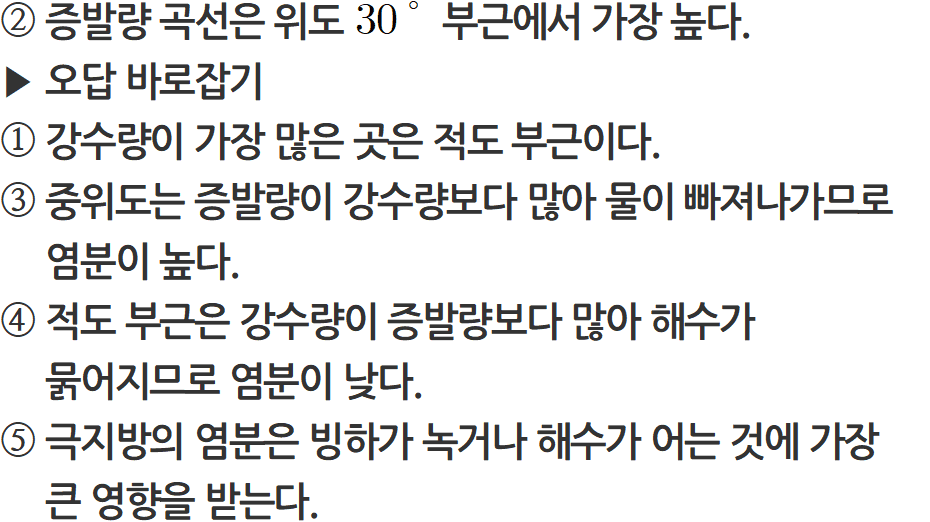 ② 증발량 곡선은 위도 30° 부근에서 가장 높다.
▶ 오답 바로잡기
① 강수량이 가장 많은 곳은 적도 부근이다.
③ 중위도는 증발량이 강수량보다 많아 물이 빠져나가므로
염분이 높다.
④ 적도 부근은 강수량이 증발량보다 많아 해수가
묽어지므로 염분이 낮다.
⑤ 극지방의 염분은 빙하가 녹거나 해수가 어는 것에 가장
큰 영향을 받는다.